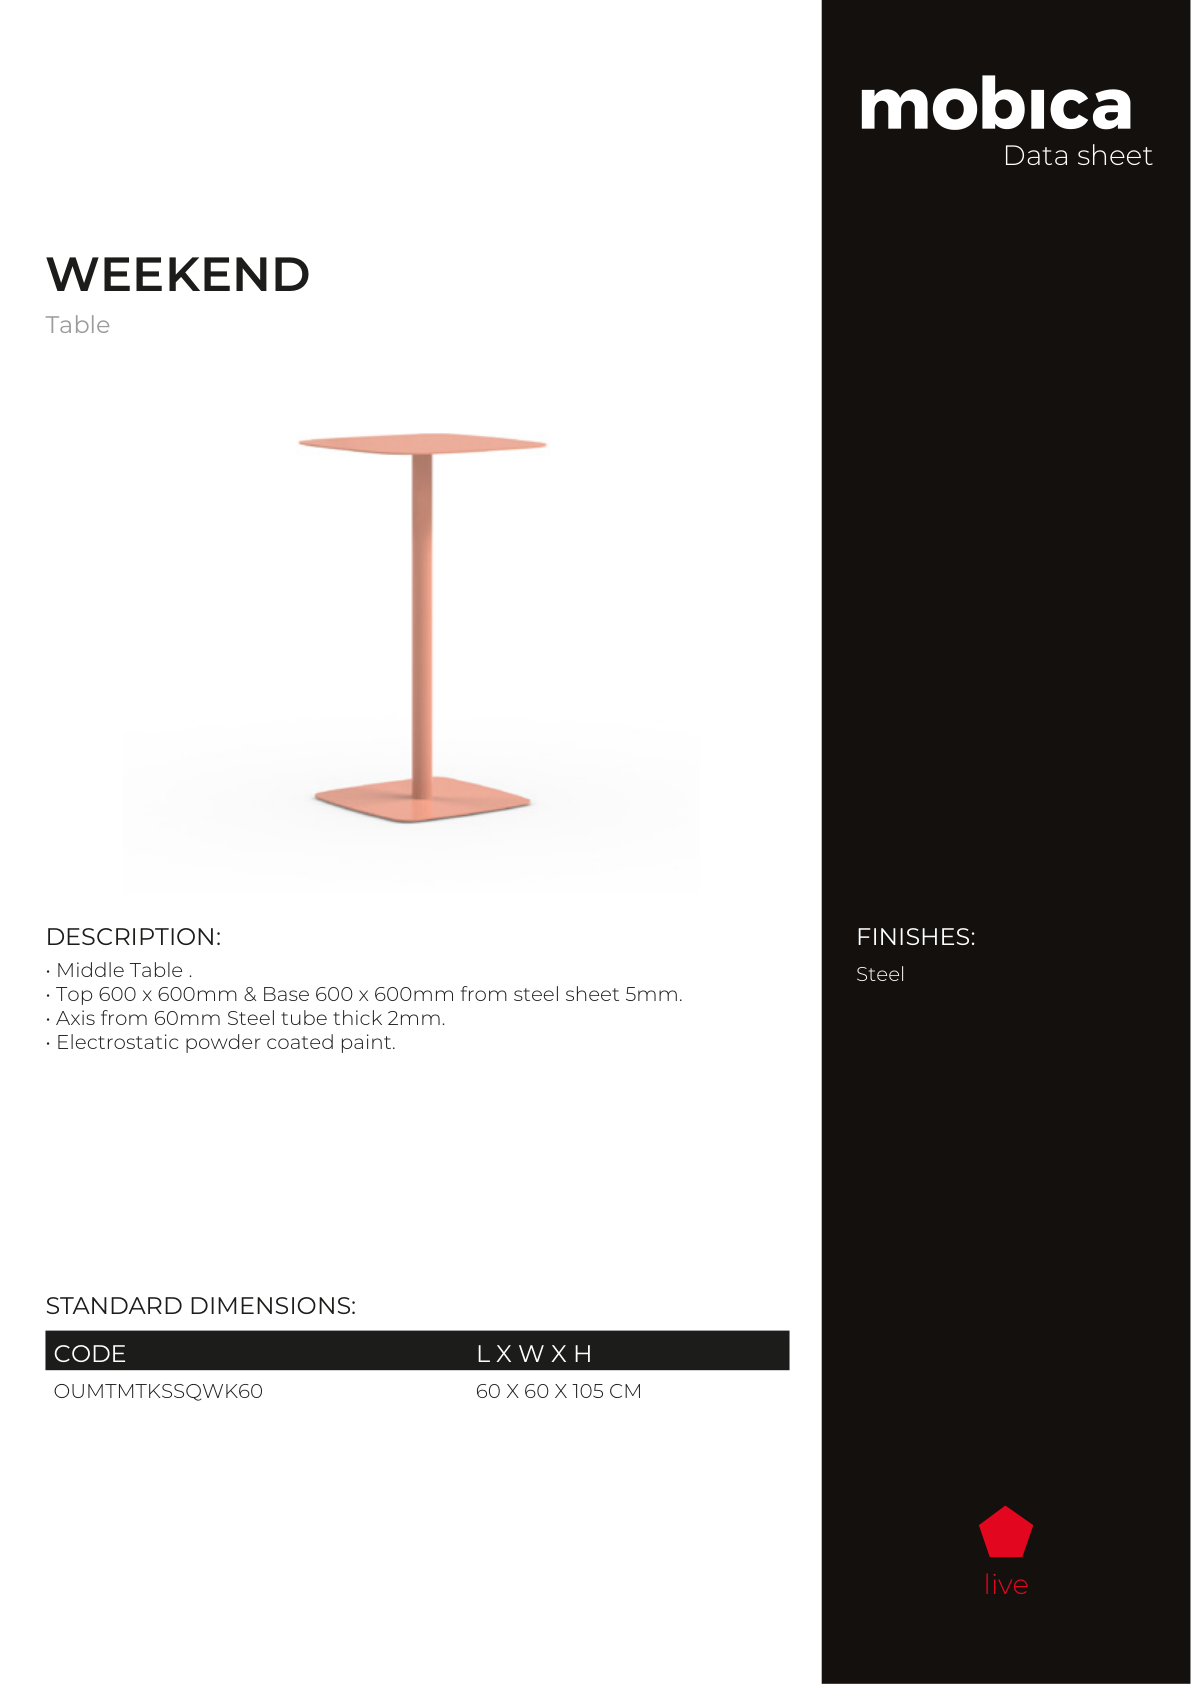 mobica
Data sheet
WEEKEND
Table
DESCRIPTION:
• Middle Table .
• Top 600 x 600mm & Base 600 x 600mm from steel sheet 5mm.
• Axis from 60mm Steel tube thick 2mm.
• Electrostatic powder coated paint.
FINISHES:
Steel
STANDARD DIMENSIONS:
CODE L X W X H
OUMTMTKSSQWK60 60 X 60 X 105 CM
live